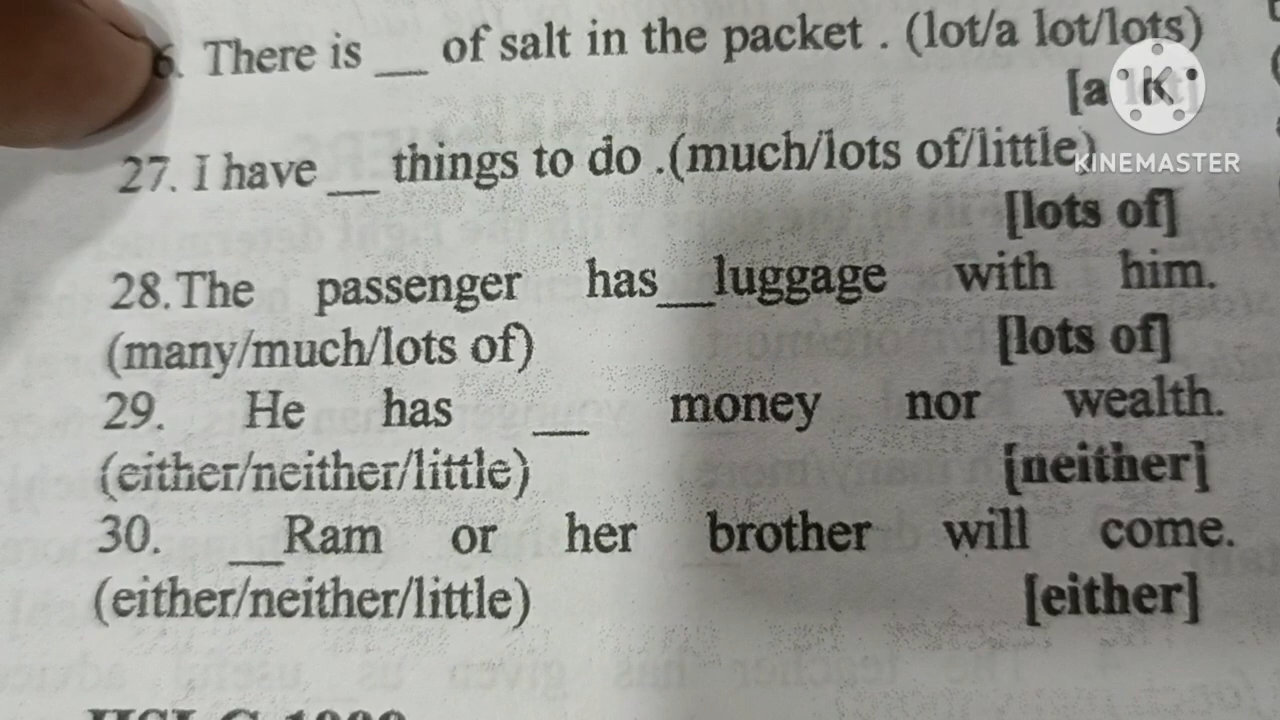 6. There is __ of salt in the packet . (lot/a lot/lots)
[a lot]
K
KINEMASTER
27. I have __ things to do .(much/lots of/little)
[lots of]
28.The passenger has__luggage with him.
(many/much/lots of) [lots of]
29. He has __ money nor wealth.
(either/neither/little) [neither]
30. __Ram or her brother will come.
(either/neither/little) [either]